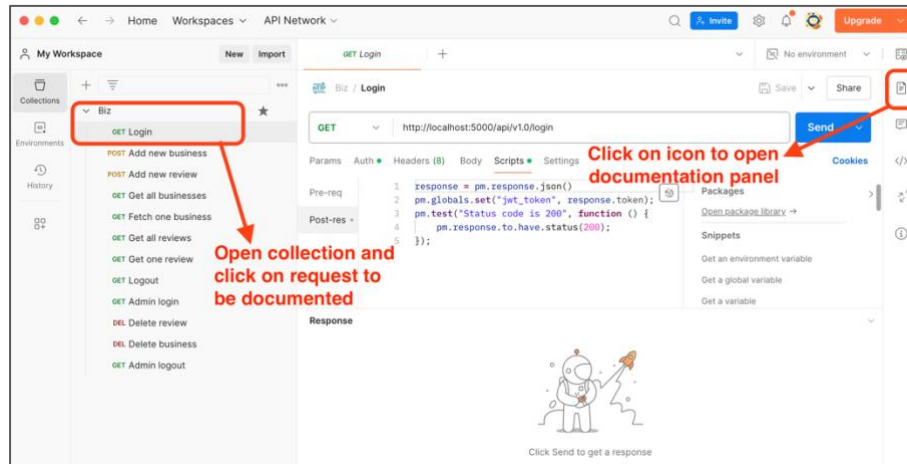 Home Workspaces API Network Invite Upgrade
My Workspace New Import GET Login No environment
Collections
Environments
History
Biz
GET Login
POST Add new business
POST Add new review
GET Get all businesses
GET Fetch one business
GET Get all reviews
GET Get one review
GET Logout
GET Admin login
DEL Delete review
DEL Delete business
GET Admin logout
Open collection and
click on request to
be documented
Biz / Login Save Share
GET http://localhost:5000/api/v1.0/login Send
Params Auth Headers (8) Body Scripts Settings Cookies
Click on icon to open
documentation panel
Pre-req
Post-res
1 response = pm.response.json()
2 pm.globals.set("jwt_token", response.token);
3 pm.test("Status code is 200", function () {
4 pm.response.to.have.status(200);
5 });
Packages
Open package library →
Snippets
Get an environment variable
Get a global variable
Get a variable
Response
Click Send to get a response